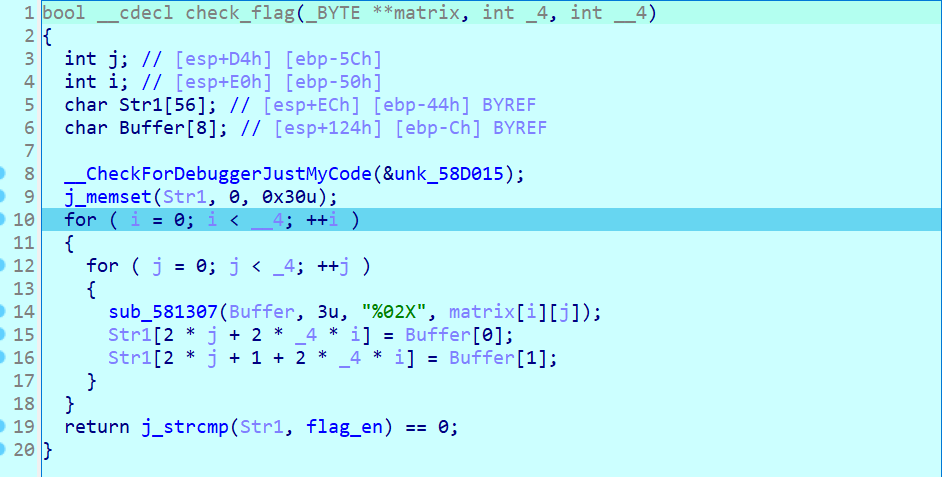 1 bool __cdecl check_flag(_BYTE **matrix, int _4, int __4)
2 {
3   int j; // [esp+D4h] [ebp-5Ch]
4   int i; // [esp+E0h] [ebp-50h]
5   char Str1[56]; // [esp+ECh] [ebp-44h] BYREF
6   char Buffer[8]; // [esp+124h] [ebp-Ch] BYREF
7
8   __CheckForDebuggerJustMyCode(&unk_58D015);
9   j_memset(Str1, 0, 0x30u);
10   for ( i = 0; i < __4; ++i )
11   {
12     for ( j = 0; j < _4; ++j )
13     {
14       sub_581307(Buffer, 3u, "%02X", matrix[i][j]);
15       Str1[2 * j + 2 * _4 * i] = Buffer[0];
16       Str1[2 * j + 1 + 2 * _4 * i] = Buffer[1];
17     }
18   }
19   return j_strcmp(Str1, flag_en) == 0;
20 }